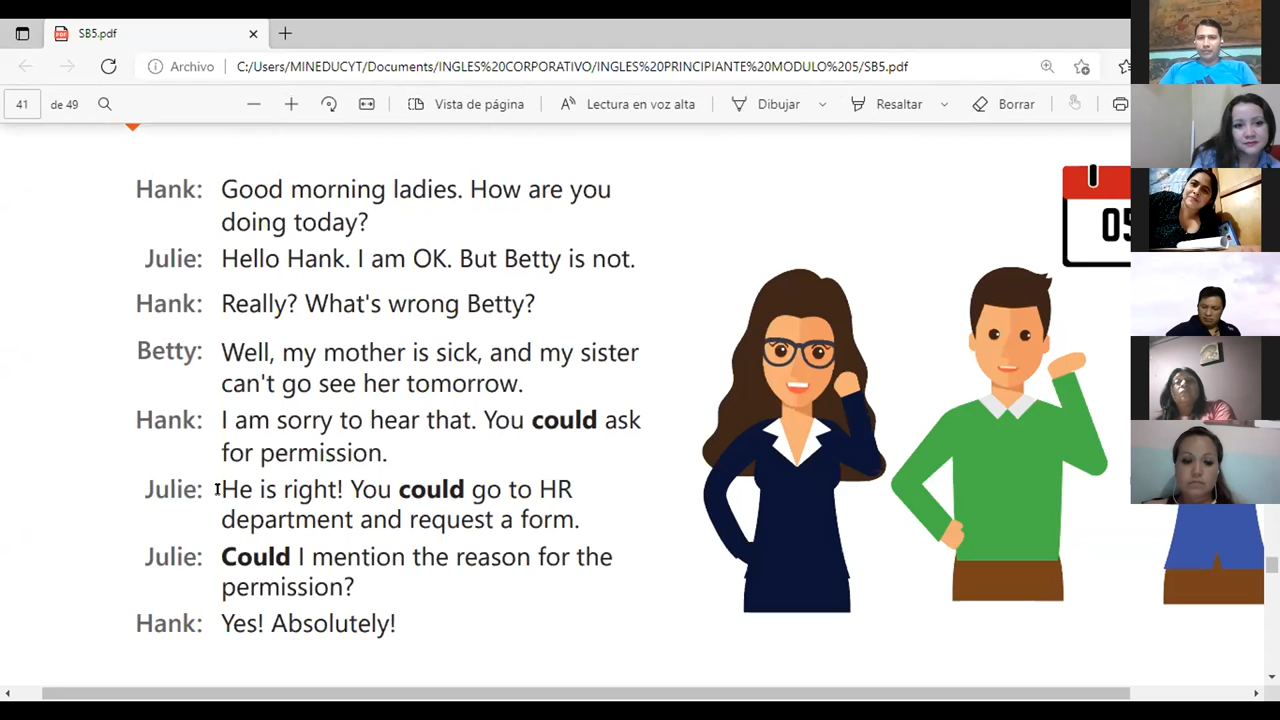 SB5.pdf
Archivo
C:/Users/MINEDUCYT/Documents/INGLES%20CORPORATIVO/INGLES%20PRINCIPIANTE%20MODULO%205/SB5.pdf
41 de 49
Vista de página
Lectura en voz alta
Dibujar
Resaltar
Borrar
Hank: Good morning ladies. How are you
doing today?
Julie: Hello Hank. I am OK. But Betty is not.
Hank: Really? What's wrong Betty?
Betty: Well, my mother is sick, and my sister
can't go see her tomorrow.
Hank: I am sorry to hear that. You could ask
for permission.
Julie: He is right! You could go to HR
department and request a form.
Julie: Could I mention the reason for the
permission?
Hank: Yes! Absolutely!
05